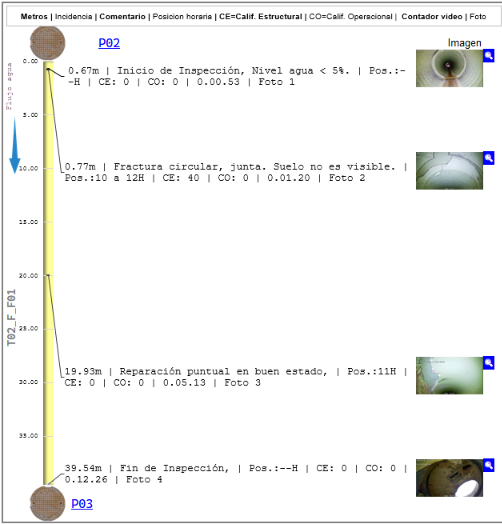 Metros | Incidencia | Comentario | Posicion horaria | CE=Calif. Estructural | CO=Calif. Operacional | Contador video | Foto
P02
Imagen
0.00
Flujo agua
0.67m | Inicio de Inspección, Nivel agua < 5%. | Pos.:-
-H | CE: 0 | CO: 0 | 0.00.53 | Foto 1
5.00
10.00
0.77m | Fractura circular, junta. Suelo no es visible. |
Pos.:10 a 12H | CE: 40 | CO: 0 | 0.01.20 | Foto 2
15.00
20.00
T02_F_F01
25.00
30.00
19.93m | Reparación puntual en buen estado, | Pos.:11H |
CE: 0 | CO: 0 | 0.05.13 | Foto 3
35.00
39.54m | Fin de Inspección, | Pos.:--H | CE: 0 | CO: 0 |
0.12.26 | Foto 4
P03